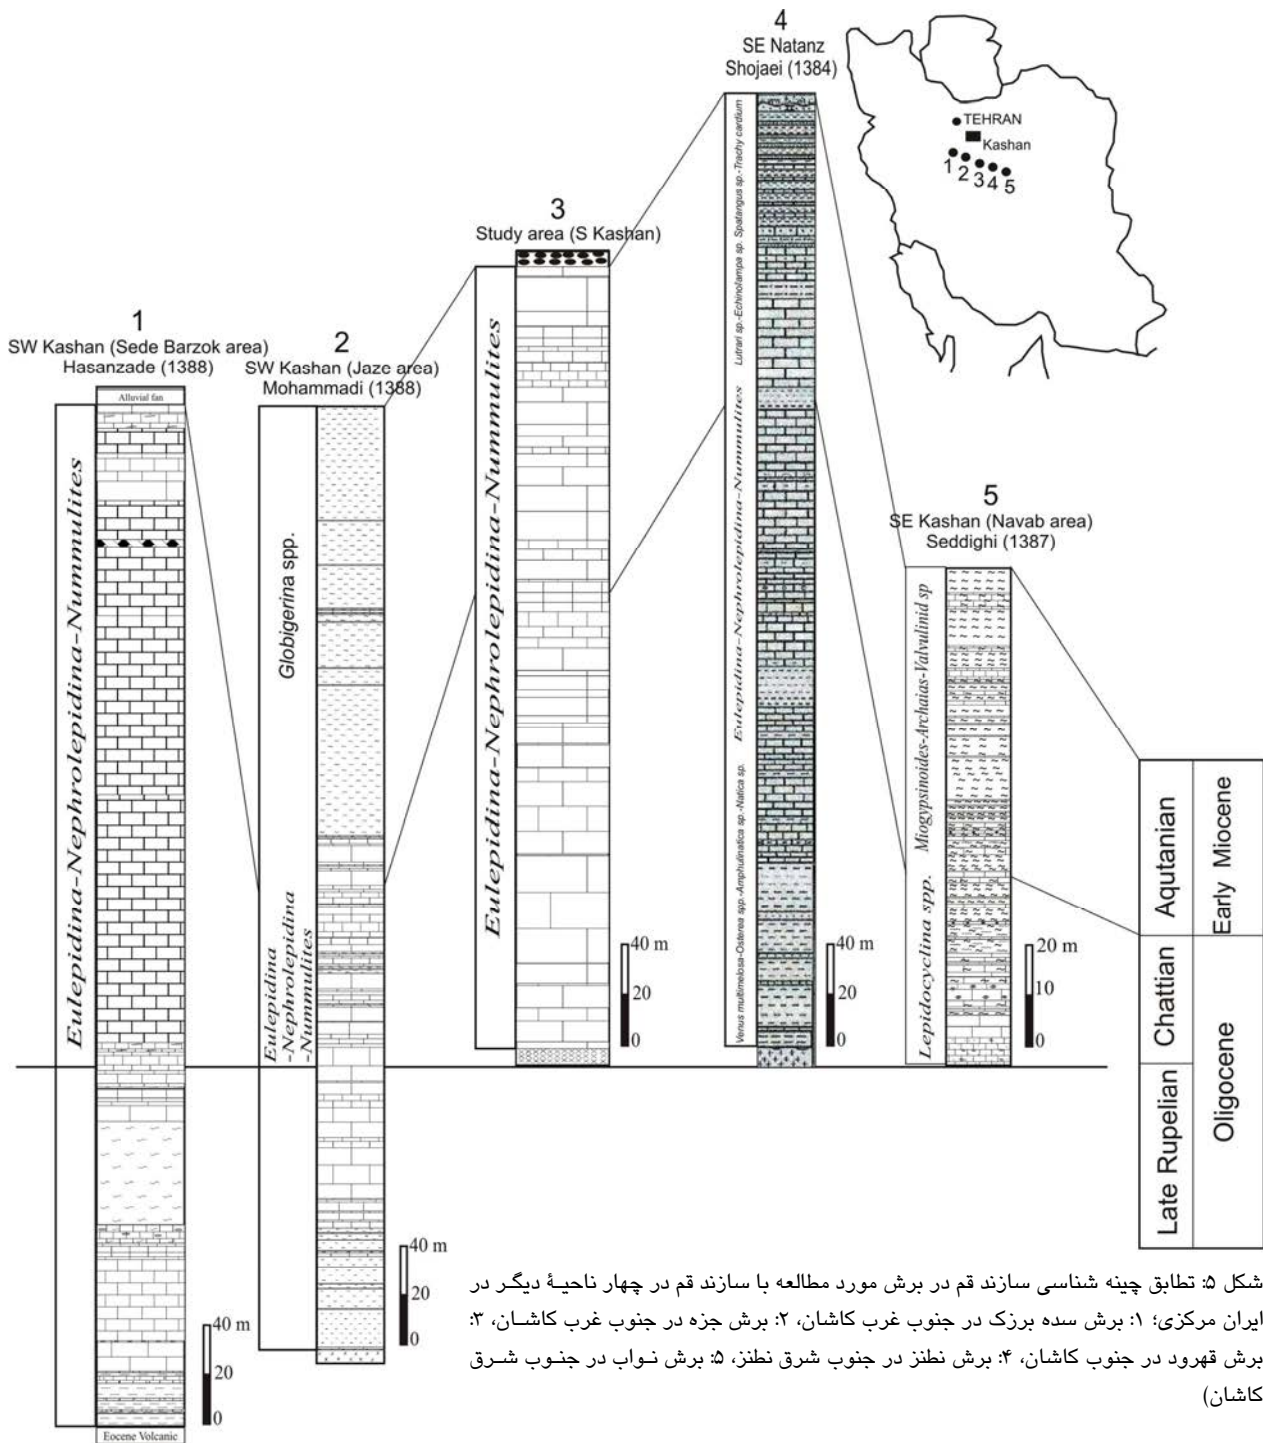 4
SE Natanz
Shojaei (1384)
TEHRAN
Kashan
1 2 3 4 5
3
Study area (S Kashan)
1
SW Kashan (Sede Barzok area)
Hasanzade (1388)
2
SW Kashan (Jaze area)
Mohammadi (1388)
5
SE Kashan (Navab area)
Seddighi (1387)
Alluvial fan
Eulepidina-Nephrolepidina-Nummulites
Eocene Volcanic
40 m
20
0
Globigerina spp.
Eulepidina
-Nephrolepidina
-Nummulites
40 m
20
0
Eulepidina-Nephrolepidina-Nummulites
40 m
20
0
Lutrari sp.-Echinolampa sp. Spatangus sp.-Trachy cardium
Eulepidina-Nephrolepidina-Nummulites
Venus multimelosa-Osterea spp.-Amphulinatica sp.-Natica sp.
40 m
20
0
Miogypsinoides-Archaias-Valvulinid sp
Lepidocyclina spp.
20 m
10
0
Aqutanian
Early Miocene
Chattian
Late Rupelian
Oligocene
شکل ۵: تطابق چینه شناسی سازند قم در برش مورد مطالعه با سازند قم در چهار ناحیهٔ دیگر در
ایران مرکزی؛ ۱: برش سده برزک در جنوب غرب کاشان، ۲: برش جزه در جنوب غرب کاشان، ۳:
برش قهرود در جنوب کاشان، ۴: برش نطنز در جنوب شرق نطنز، ۵: برش نواب در جنوب شرق
کاشان)